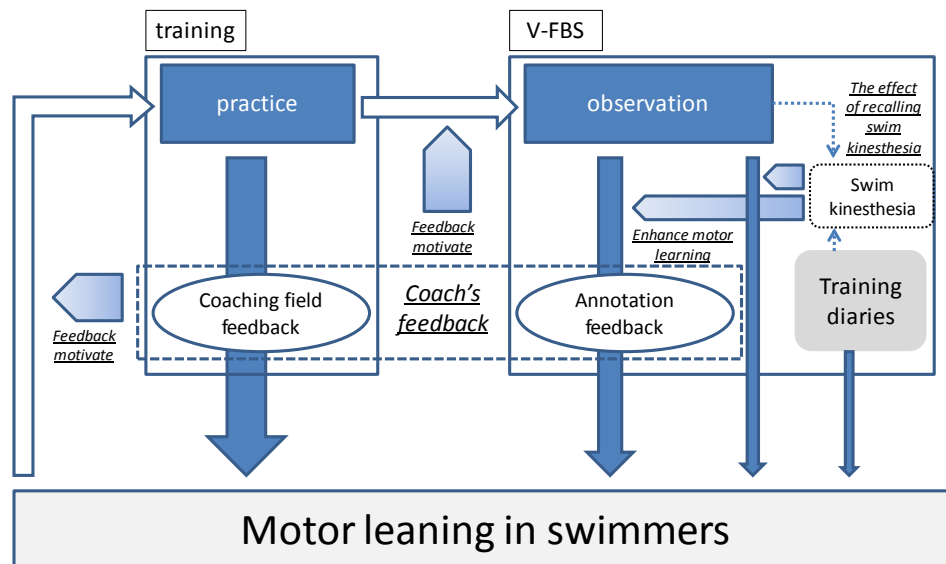 training
V-FBS
practice
observation
The effect
of recalling
swim
kinesthesia
Swim
kinesthesia
Feedback
motivate
Enhance motor
learning
Training
diaries
Coaching field
feedback
Coach's
feedback
Annotation
feedback
Feedback
motivate
Motor leaning in swimmers